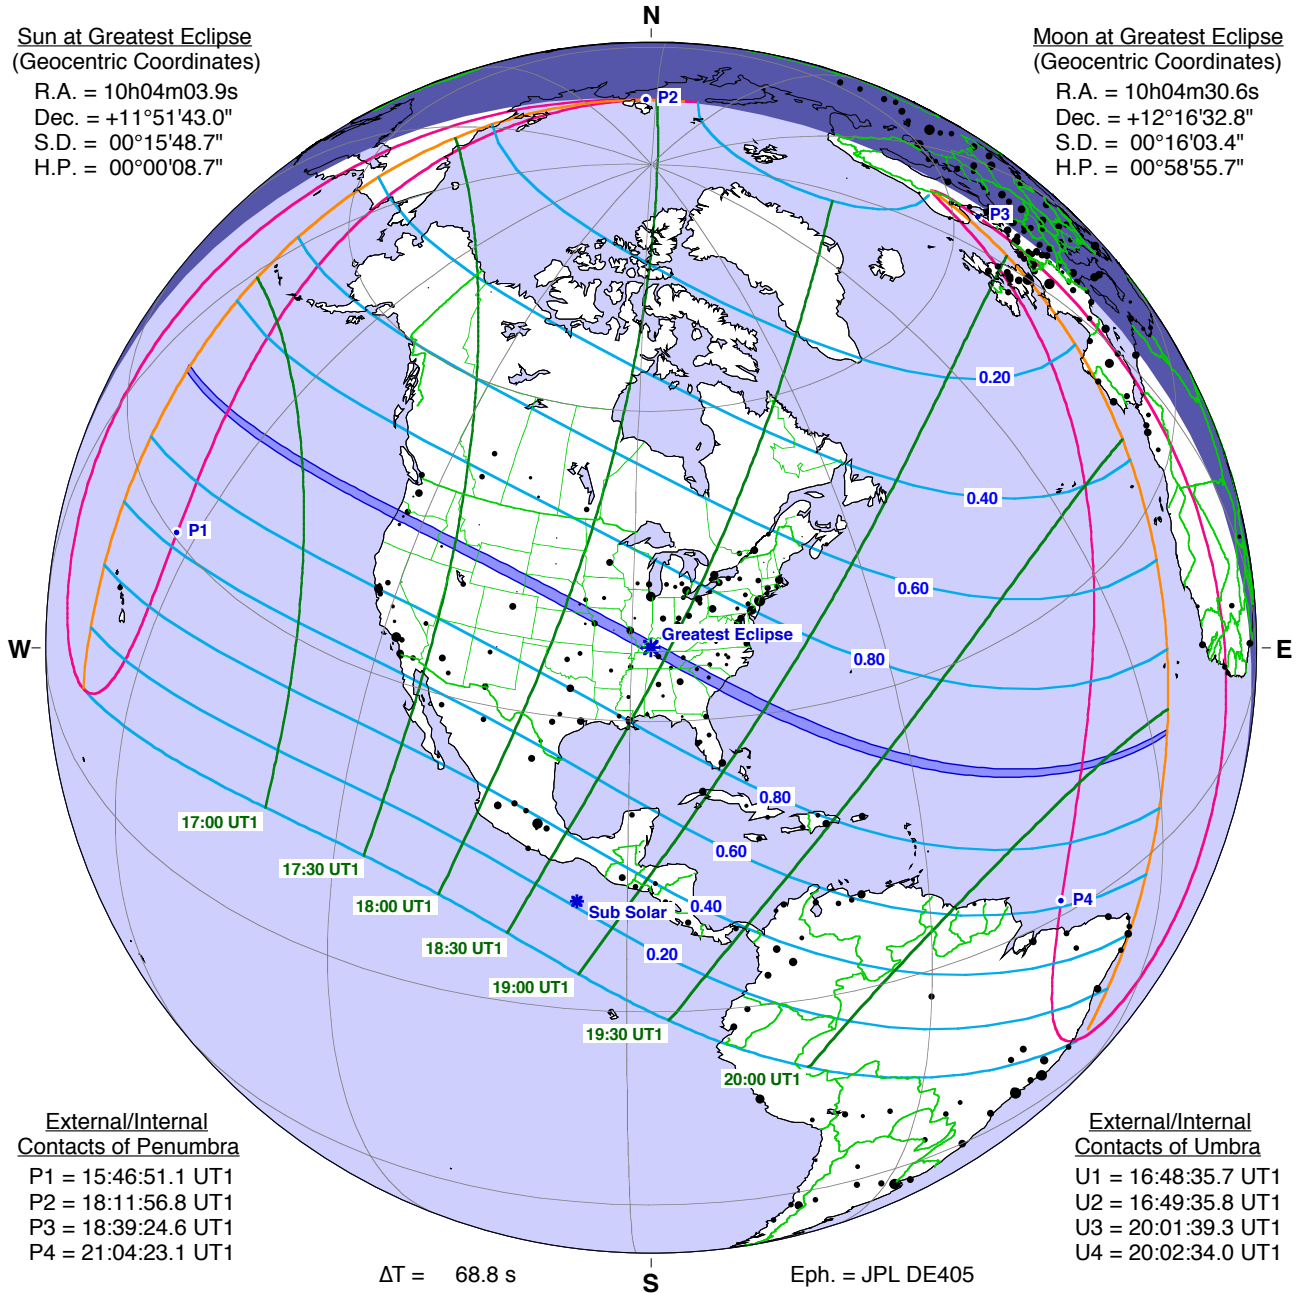 N
Sun at Greatest Eclipse
(Geocentric Coordinates)
R.A. = 10h04m03.9s
Dec. = +11°51'43.0"
S.D. = 00°15'48.7"
H.P. = 00°00'08.7"
Moon at Greatest Eclipse
(Geocentric Coordinates)
R.A. = 10h04m30.6s
Dec. = +12°16'32.8"
S.D. = 00°16'03.4"
H.P. = 00°58'55.7"
P2
P3
0.20
0.40
P1
0.60
Greatest Eclipse
W
E
0.80
0.80
17:00 UT1
0.60
17:30 UT1
P4
18:00 UT1
0.40
Sub Solar
18:30 UT1
0.20
19:00 UT1
19:30 UT1
20:00 UT1
External/Internal
Contacts of Penumbra
P1 = 15:46:51.1 UT1
P2 = 18:11:56.8 UT1
P3 = 18:39:24.6 UT1
P4 = 21:04:23.1 UT1
External/Internal
Contacts of Umbra
U1 = 16:48:35.7 UT1
U2 = 16:49:35.8 UT1
U3 = 20:01:39.3 UT1
U4 = 20:02:34.0 UT1
ΔT = 68.8 s
S
Eph. = JPL DE405